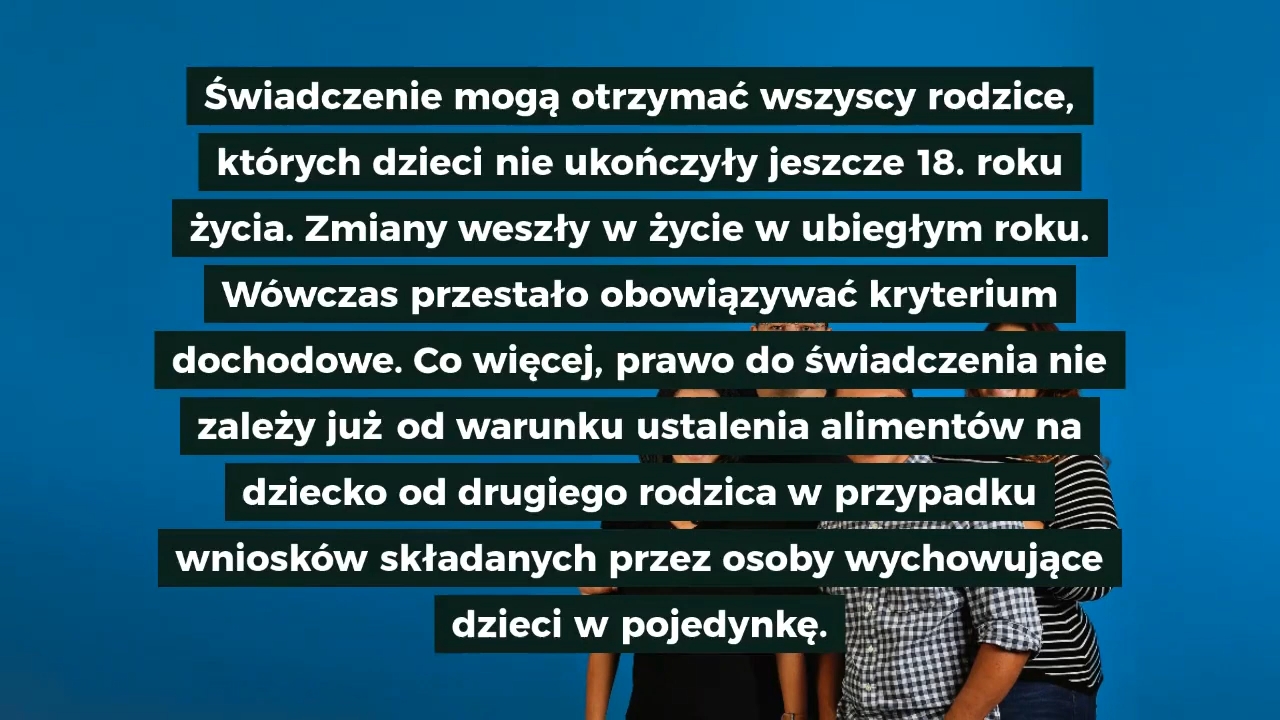 Świadczenie mogą otrzymać wszyscy rodzice,
których dzieci nie ukończyły jeszcze 18. roku
życia. Zmiany weszły w życie w ubiegłym roku.
Wówczas przestało obowiązywać kryterium
dochodowe. Co więcej, prawo do świadczenia nie
zależy już od warunku ustalenia alimentów na
dziecko od drugiego rodzica w przypadku
wniosków składanych przez osoby wychowujące
dzieci w pojedynkę.